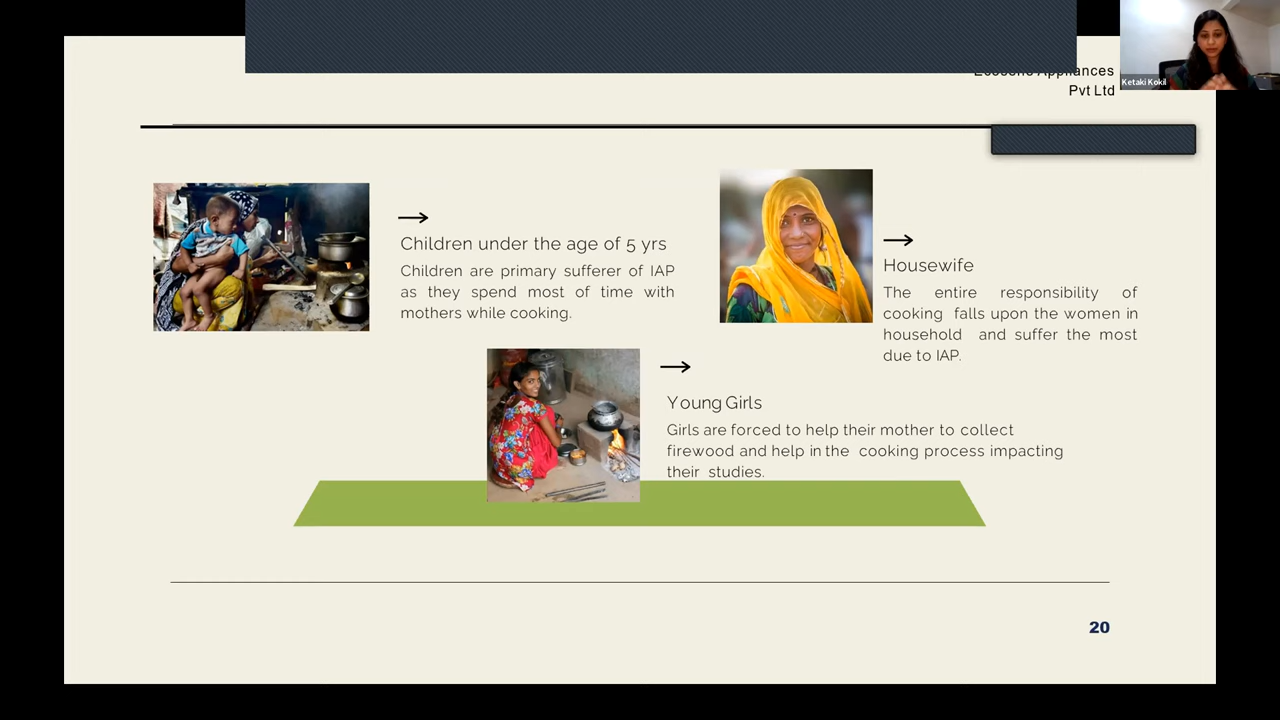 Appliances
Pvt Ltd
Ketaki Kokil
Children under the age of 5 yrs
Children are primary sufferer of IAP
as they spend most of time with
mothers while cooking.
Housewife
The entire responsibility of
cooking falls upon the women in
household and suffer the most
due to IAP.
Young Girls
Girls are forced to help their mother to collect
firewood and help in the cooking process impacting
their studies.
20